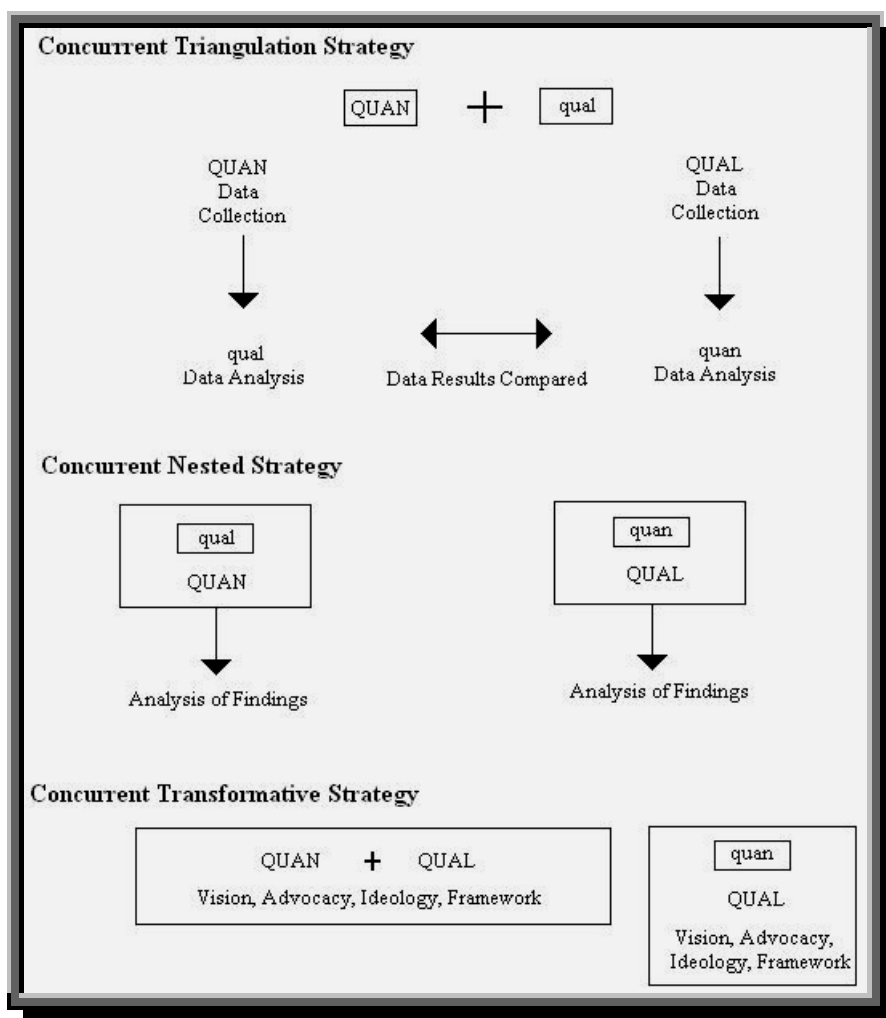 Concurrrent Triangulation Strategy
QUAN + qual
QUAN
Data
Collection
QUAL
Data
Collection
qual
Data Analysis
Data Results Compared
quan
Data Analysis
Concurrent Nested Strategy
qual
QUAN
quan
QUAL
Analysis of Findings
Analysis of Findings
Concurrent Transformative Strategy
QUAN + QUAL
Vision, Advocacy, Ideology, Framework
quan
QUAL
Vision, Advocacy,
Ideology, Framework